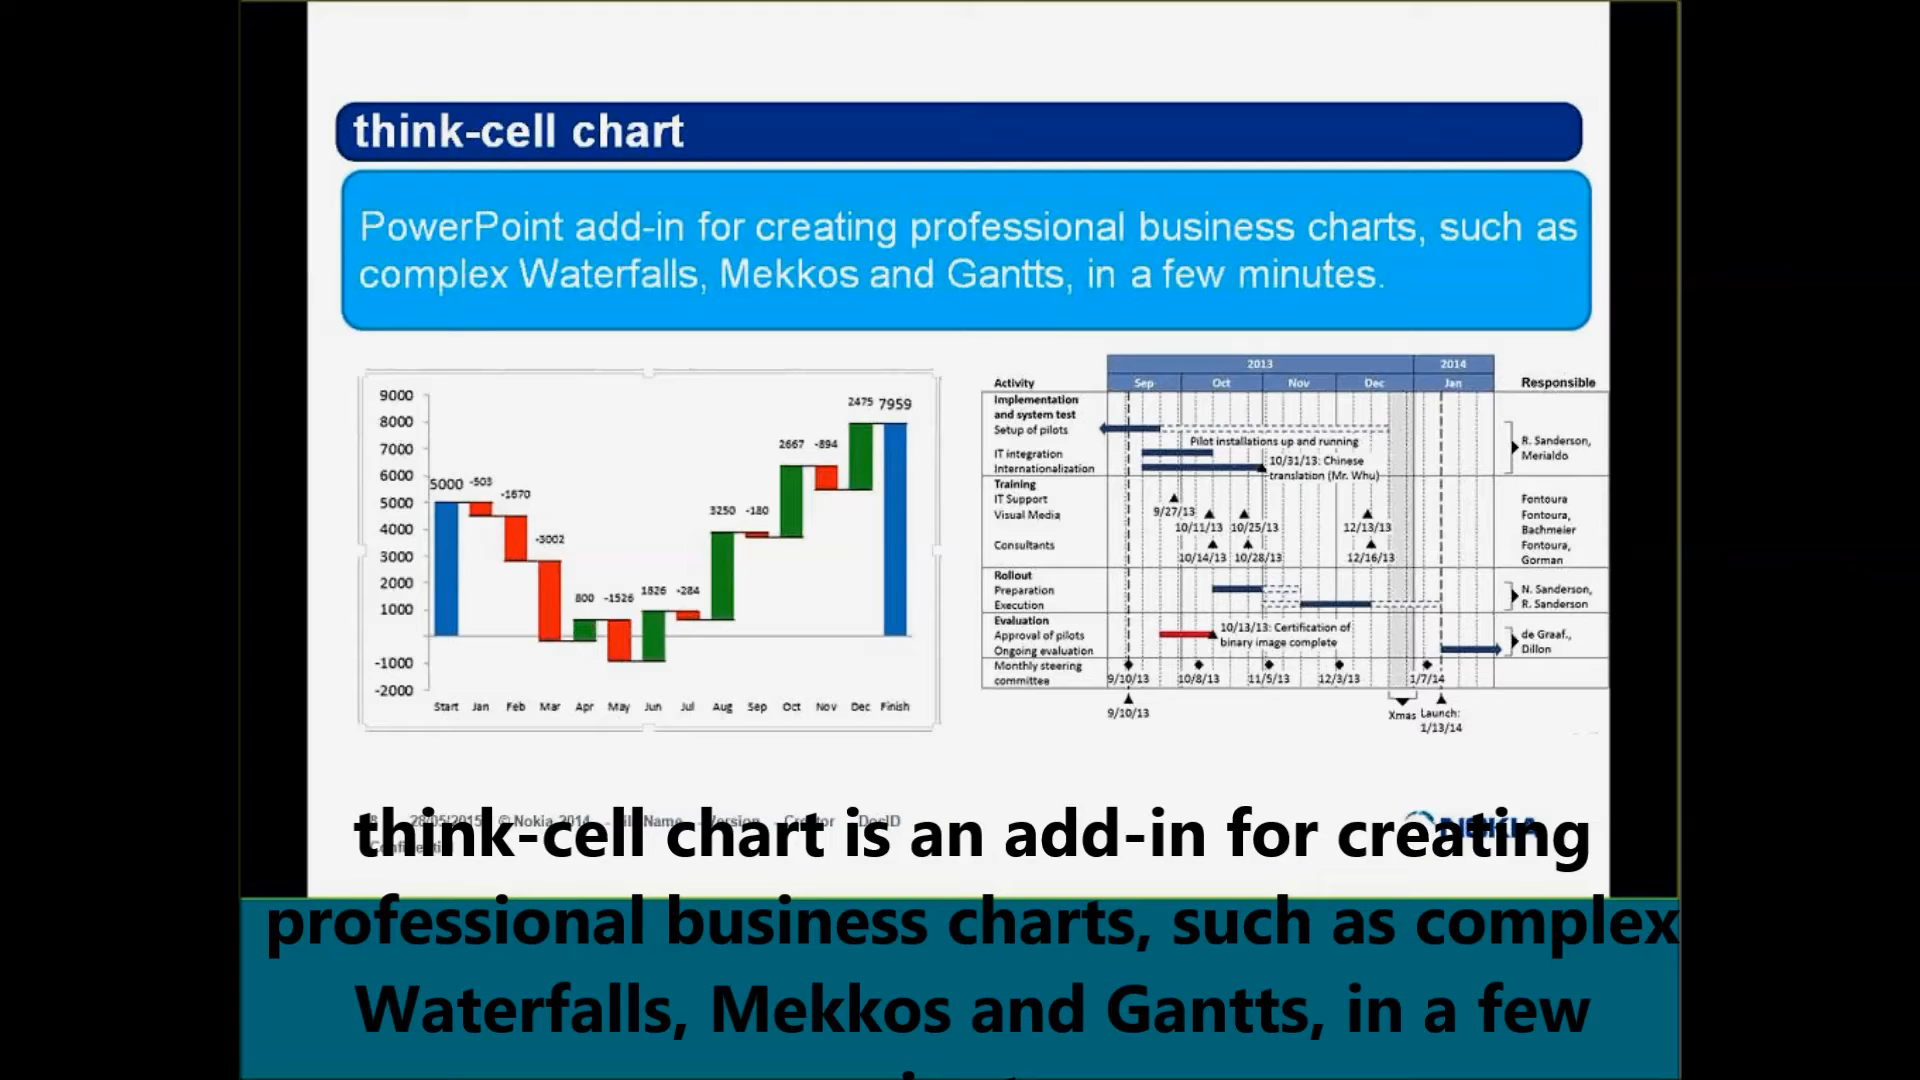 think-cell chart
PowerPoint add-in for creating professional business charts, such as
complex Waterfalls, Mekkos and Gantts, in a few minutes.
9000
8000
7000
6000
5000
4000
3000
2000
1000
-1000
-2000
5000 -503 -1670 -3002 800 -1526 1826 -284 3250 -180 2667 -894 2475 7959
Start Jan Feb Mar Apr May Jun Jul Aug Sep Oct Nov Dec Finish
2013 2014
Activity Sep Oct Nov Dec Jan Responsible
Implementation
and system test
Setup of pilots
Pilot installations up and running
R. Sanderson,
Merialdo
IT integration
Internationalization
10/31/13: Chinese
translation (Mr. Whu)
Training
IT Support 9/27/13 Fontoura
Visual Media 10/11/13 10/25/13 12/13/13 Fontoura,
Bachmeier
Consultants 10/14/13 10/28/13 12/16/13 Fontoura,
Gorman
Rollout
Preparation N. Sanderson,
Execution R. Sanderson
Evaluation
Approval of pilots 10/13/13: Certification of
binary image complete
de Graaf.,
Ongoing evaluation Dillon
Monthly steering
committee 9/10/13 10/8/13 11/5/13 12/3/13 1/7/14
9/10/13 Xmas Launch:
1/13/14
28/05/2015 © Nokia 2014 Name Version Creator DocID
NOKIA
think-cell chart is an add-in for creating
professional business charts, such as complex
Waterfalls, Mekkos and Gantts, in a few